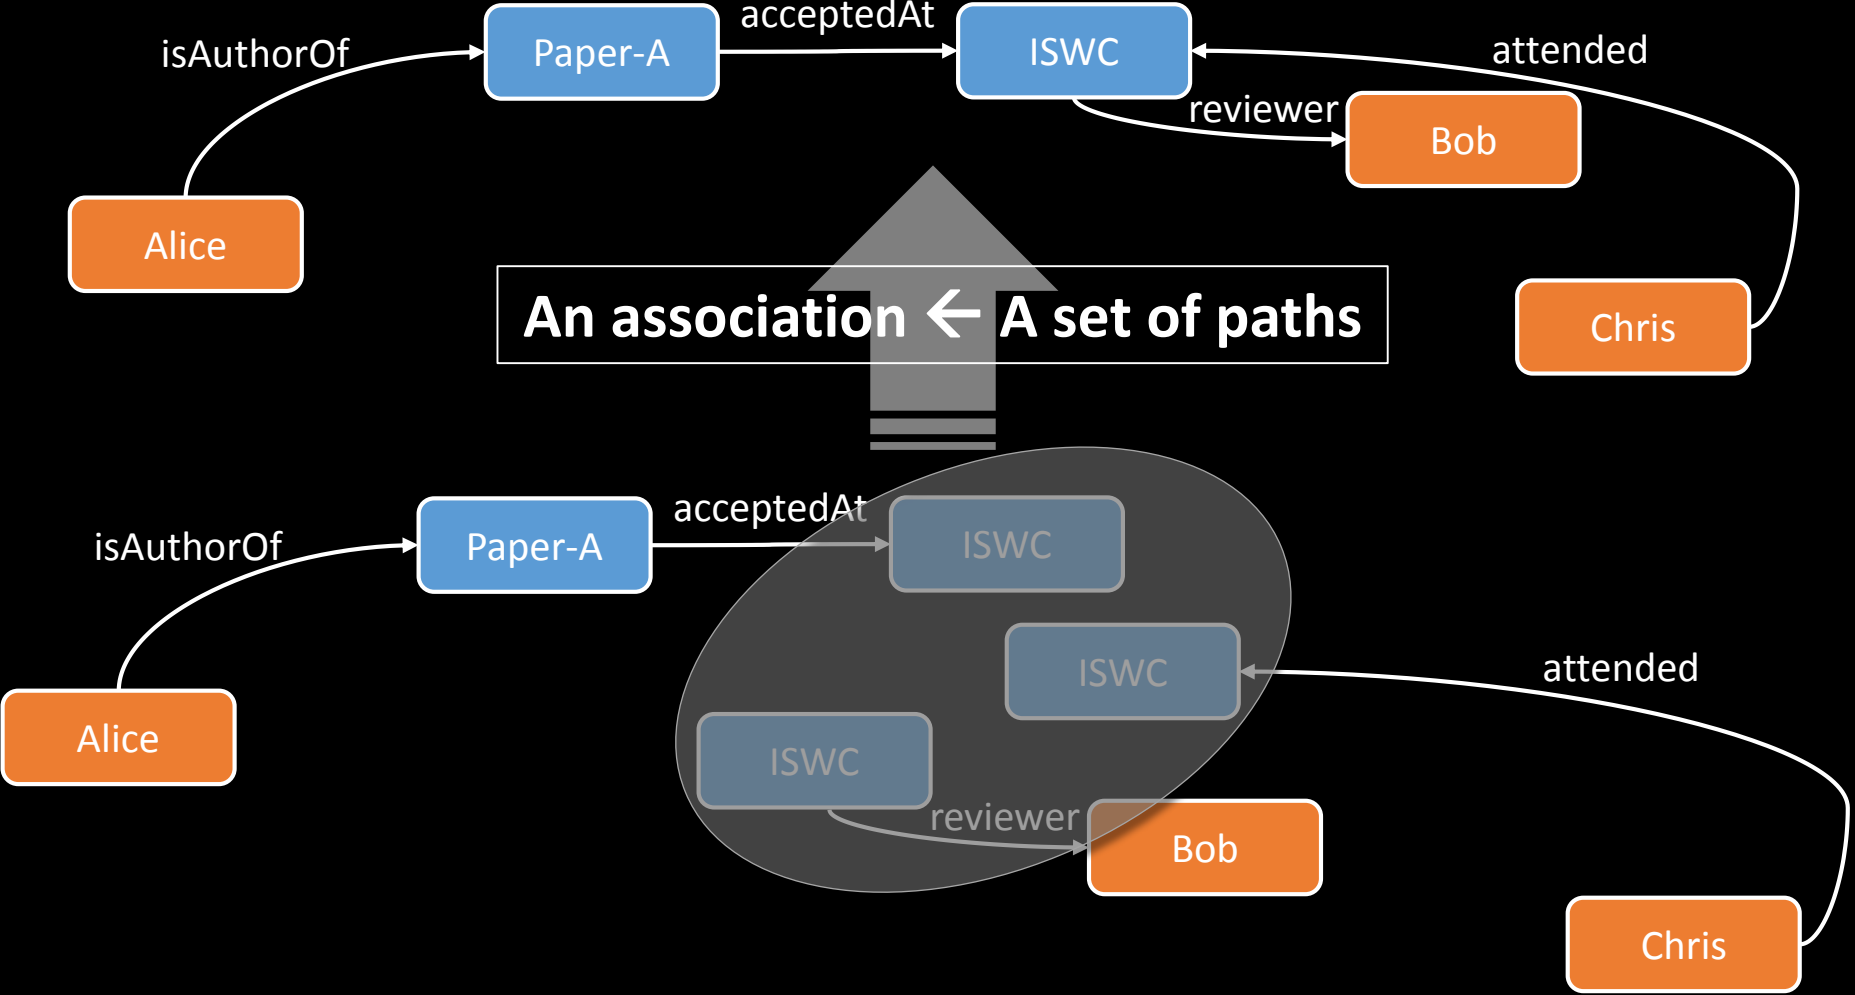 acceptedAt
isAuthorOf
Paper-A
ISWC
attended
reviewer
Bob
Alice
An association ← A set of paths
Chris
acceptedAt
isAuthorOf
Paper-A
ISWC
ISWC
attended
Alice
ISWC
reviewer
Bob
Chris